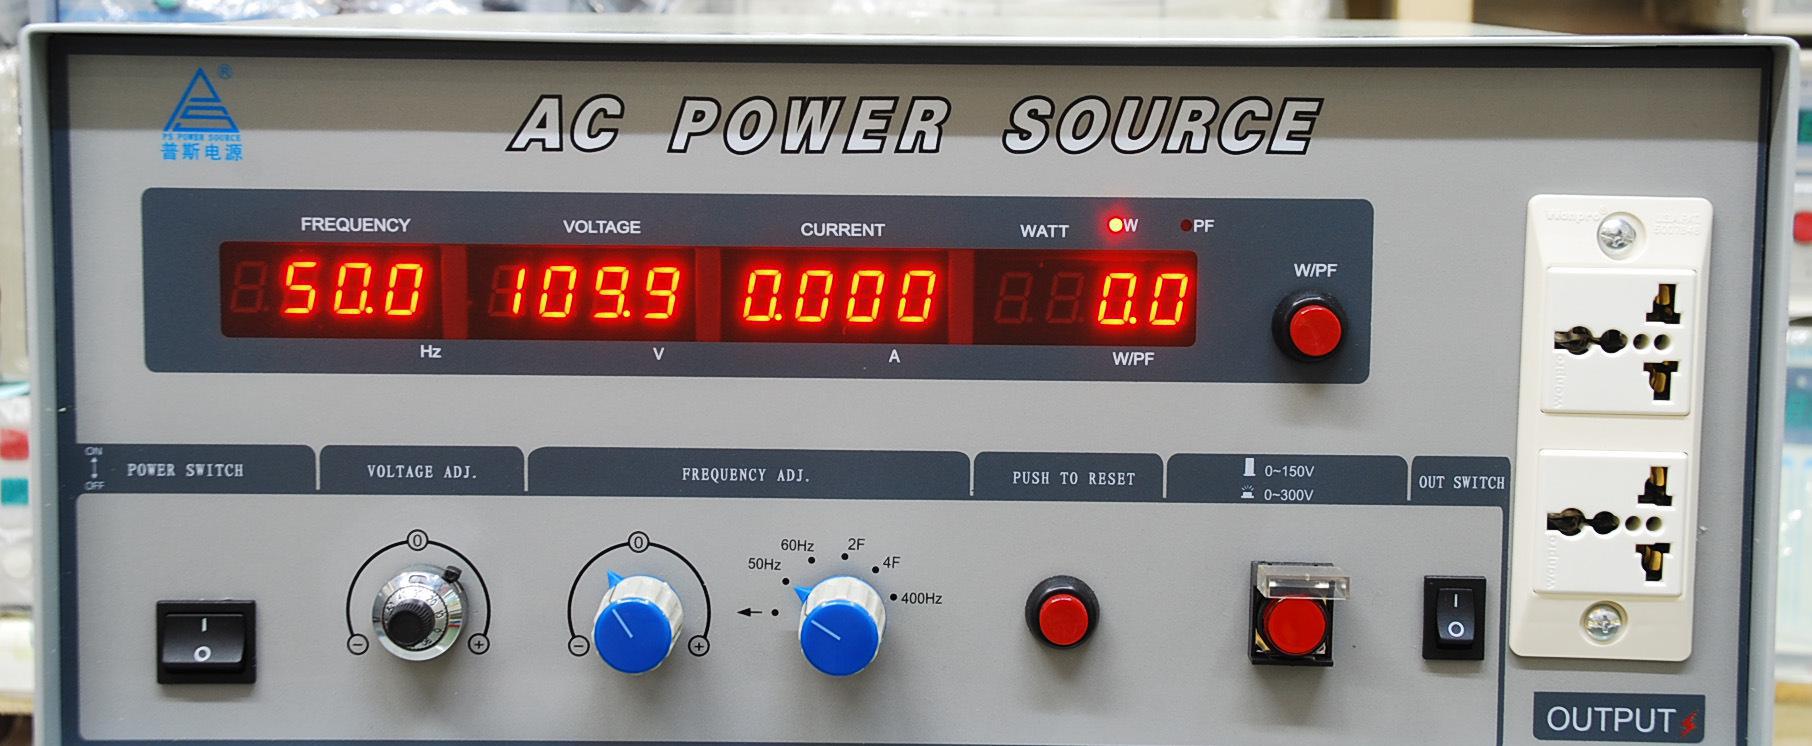 ®
PS POWER SOURCE
普斯电源
AC POWER SOURCE
FREQUENCY VOLTAGE CURRENT WATT W PF
50.0 109.9 0.000 0.0
Hz V A W/PF
W/PF
wonpro
ON
OFF
POWER SWITCH
VOLTAGE ADJ.
FREQUENCY ADJ.
PUSH TO RESET
0~150V
0~300V
OUT SWITCH
0
- +
0
- +
50Hz 60Hz 2F 4F 400Hz
I
O
I
O
wonpro
OUTPUT